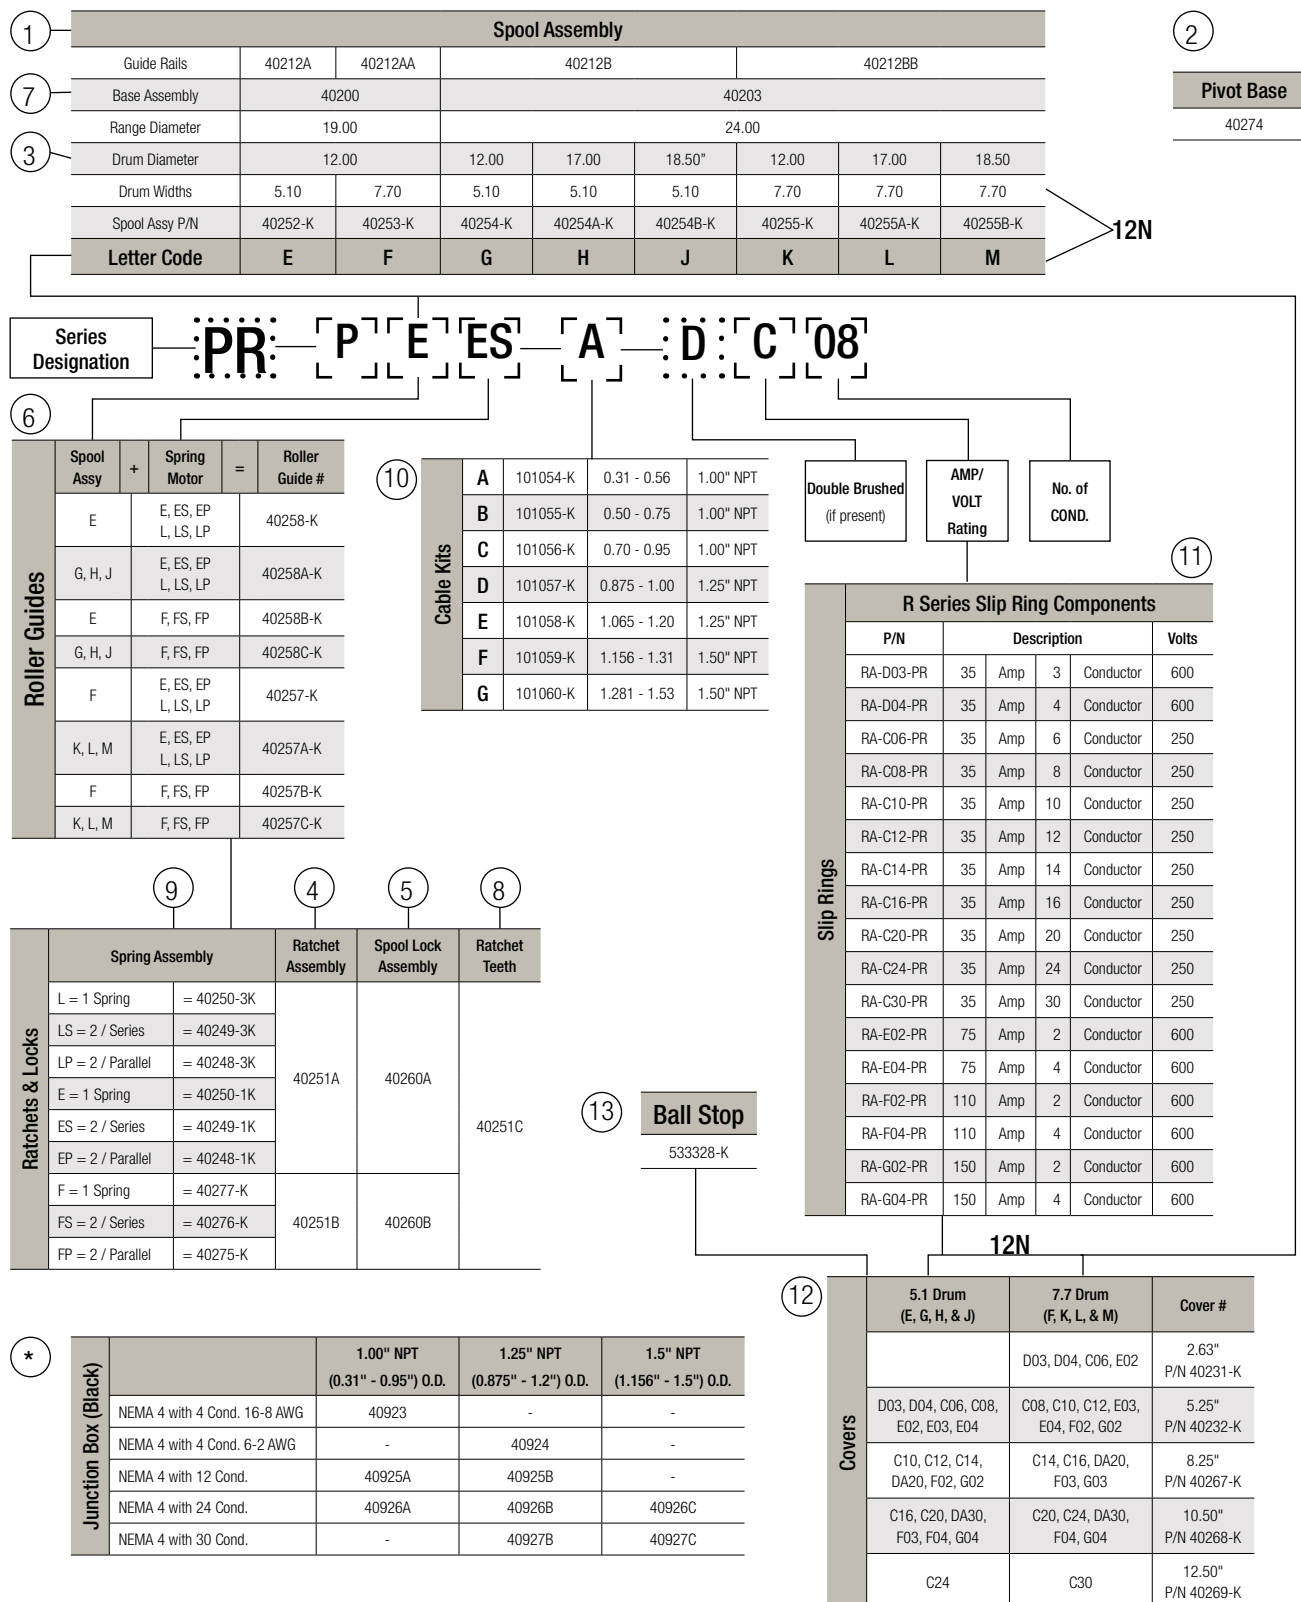 1
Spool Assembly
2
Guide Rails 40212A 40212AA 40212B 40212BB
7
Base Assembly 40200 40203
Pivot Base
40274
Range Diameter 19.00 24.00
3
Drum Diameter 12.00 12.00 17.00 18.50” 12.00 17.00 18.50
Drum Widths 5.10 7.70 5.10 5.10 5.10 7.70 7.70 7.70
Spool Assy P/N 40252-K 40253-K 40254-K 40254A-K 40254B-K 40255-K 40255A-K 40255B-K
12N
Letter Code E F G H J K L M
Series Designation
PR P E ES A D C 08
6
Roller Guides
Spool Assy + Spring Motor = Roller Guide #
E E, ES, EP L, LS, LP 40258-K
G, H, J E, ES, EP L, LS, LP 40258A-K
E F, FS, FP 40258B-K
G, H, J F, FS, FP 40258C-K
F E, ES, EP L, LS, LP 40257-K
K, L, M E, ES, EP L, LS, LP 40257A-K
F F, FS, FP 40257B-K
K, L, M F, FS, FP 40257C-K
10
Cable Kits
A 101054-K 0.31 - 0.56 1.00" NPT
B 101055-K 0.50 - 0.75 1.00" NPT
C 101056-K 0.70 - 0.95 1.00" NPT
D 101057-K 0.875 - 1.00 1.25" NPT
E 101058-K 1.065 - 1.20 1.25" NPT
F 101059-K 1.156 - 1.31 1.50" NPT
G 101060-K 1.281 - 1.53 1.50" NPT
Double Brushed
(if present)
AMP/
VOLT
Rating
No. of
COND.
11
Slip Rings
R Series Slip Ring Components
P/N Description Volts
RA-D03-PR 35 Amp 3 Conductor 600
RA-D04-PR 35 Amp 4 Conductor 600
RA-C06-PR 35 Amp 6 Conductor 250
RA-C08-PR 35 Amp 8 Conductor 250
RA-C10-PR 35 Amp 10 Conductor 250
RA-C12-PR 35 Amp 12 Conductor 250
RA-C14-PR 35 Amp 14 Conductor 250
RA-C16-PR 35 Amp 16 Conductor 250
RA-C20-PR 35 Amp 20 Conductor 250
RA-C24-PR 35 Amp 24 Conductor 250
RA-C30-PR 35 Amp 30 Conductor 250
RA-E02-PR 75 Amp 2 Conductor 600
RA-E04-PR 75 Amp 4 Conductor 600
RA-F02-PR 110 Amp 2 Conductor 600
RA-F04-PR 110 Amp 4 Conductor 600
RA-G02-PR 150 Amp 2 Conductor 600
RA-G04-PR 150 Amp 4 Conductor 600
9 4 5 8
Ratchets & Locks
Spring Assembly Ratchet Assembly Spool Lock Assembly Ratchet Teeth
L = 1 Spring = 40250-3K
LS = 2 / Series = 40249-3K
LP = 2 / Parallel = 40248-3K
40251A 40260A
E = 1 Spring = 40250-1K
ES = 2 / Series = 40249-1K
40251C
EP = 2 / Parallel = 40248-1K
F = 1 Spring = 40277-K
FS = 2 / Series = 40276-K 40251B 40260B
FP = 2 / Parallel = 40275-K
13
Ball Stop
533328-K
12N
12
Covers
5.1 Drum (E, G, H, & J) 7.7 Drum (F, K, L, & M) Cover #
D03, D04, C06, E02 2.63" P/N 40231-K
D03, D04, C06, C08, E02, E03, E04 C08, C10, C12, E03, E04, F02, G02 5.25" P/N 40232-K
C10, C12, C14, DA20, F02, G02 C14, C16, DA20, F03, G03 8.25" P/N 40267-K
C16, C20, DA30, F03, F04, G04 C20, C24, DA30, F04, G04 10.50" P/N 40268-K
C24 C30 12.50" P/N 40269-K
*
Junction Box (Black)
1.00" NPT 1.25" NPT 1.5" NPT
(0.31" - 0.95") O.D. (0.875" - 1.2") O.D. (1.156" - 1.5") O.D.
NEMA 4 with 4 Cond. 16-8 AWG 40923 - -
NEMA 4 with 4 Cond. 6-2 AWG - 40924 -
NEMA 4 with 12 Cond. 40925A 40925B -
NEMA 4 with 24 Cond. 40926A 40926B 40926C
NEMA 4 with 30 Cond. - 40927B 40927C